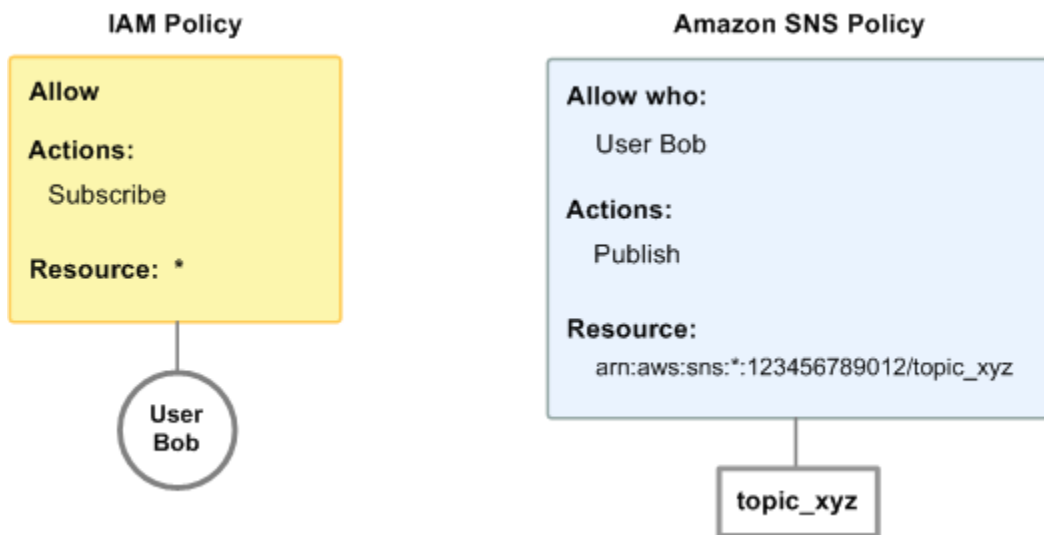 IAM Policy
Allow
Actions:
Subscribe
Resource: *
User
Bob
Amazon SNS Policy
Allow who:
User Bob
Actions:
Publish
Resource:
arn:aws:sns:*:123456789012/topic_xyz
topic_xyz